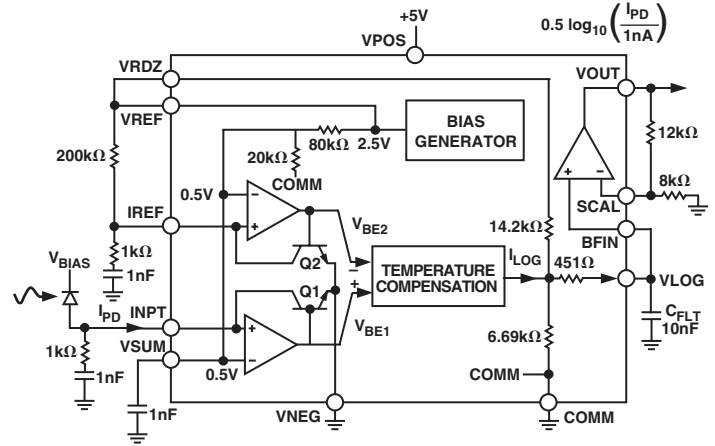 +5V
0.5 log10 (IPD/1nA)
VPOS
VRDZ
VOUT
VREF
BIAS GENERATOR
80kΩ
2.5V
20kΩ
COMM
200kΩ
12kΩ
0.5V
8kΩ
SCAL
IREF
VBE2
14.2kΩ
BFIN
1kΩ
1nF
Q2
VBIAS
TEMPERATURE
COMPENSATION
ILOG
451Ω
VLOG
IPD
INPT
Q1
VBE1
CFLT
10nF
1kΩ
VSUM
6.69kΩ
0.5V
1nF
COMM
1nF
VNEG
COMM
+
–
+
–
–
+
+
–